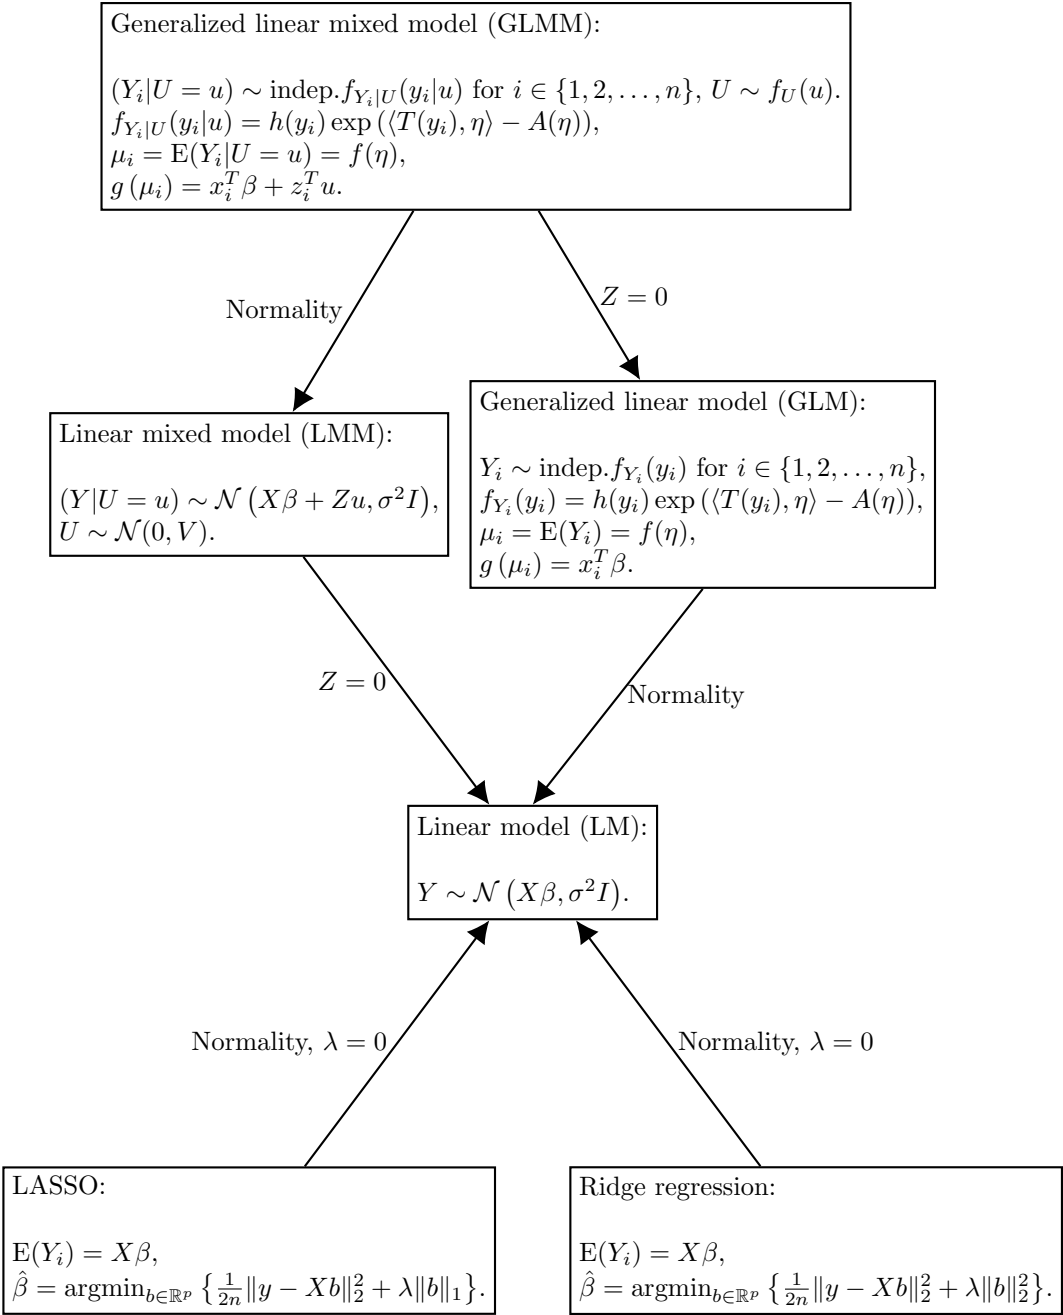 Generalized linear mixed model (GLMM):
(Y_i|U = u) ∼ indep.f_{Y_i|U}(y_i|u) for i ∈ {1, 2, . . . , n}, U ∼ f_U(u).
f_{Y_i|U}(y_i|u) = h(y_i) exp (⟨T(y_i), η⟩ − A(η)),
μ_i = E(Y_i|U = u) = f(η),
g (μ_i) = x_i^T β + z_i^T u.
Normality
Z = 0
Linear mixed model (LMM):
(Y|U = u) ∼ 𝒩 (Xβ + Zu, σ²I),
U ∼ 𝒩(0, V).
Generalized linear model (GLM):
Y_i ∼ indep.f_{Y_i}(y_i) for i ∈ {1, 2, . . . , n},
f_{Y_i}(y_i) = h(y_i) exp (⟨T(y_i), η⟩ − A(η)),
μ_i = E(Y_i) = f(η),
g (μ_i) = x_i^T β.
Z = 0
Normality
Linear model (LM):
Y ∼ 𝒩 (Xβ, σ²I).
Normality, λ = 0
Normality, λ = 0
LASSO:
E(Y_i) = Xβ,
β̂ = argmin_{b∈ℝ^p} {1/2n ‖y − Xb‖_2^2 + λ‖b‖_1}.
Ridge regression:
E(Y_i) = Xβ,
β̂ = argmin_{b∈ℝ^p} {1/2n ‖y − Xb‖_2^2 + λ‖b‖_2^2}.